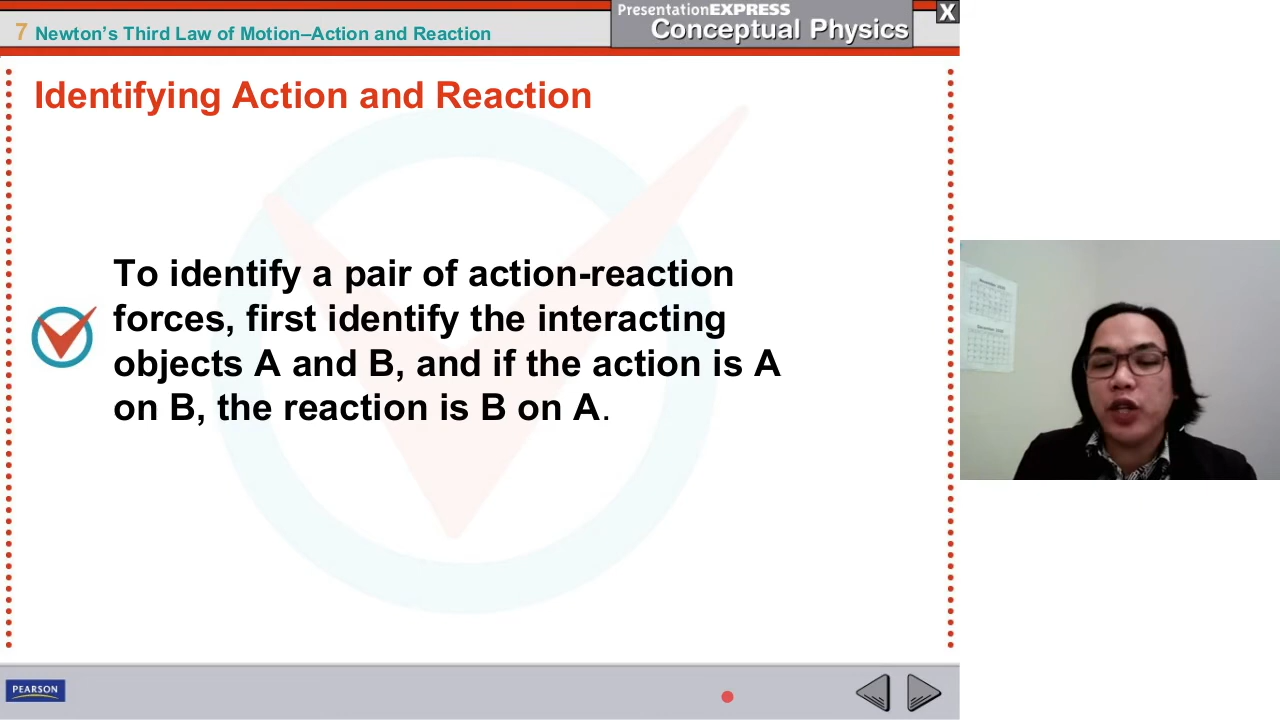 7 Newton’s Third Law of Motion–Action and Reaction
PresentationEXPRESS
Conceptual Physics
X
Identifying Action and Reaction
To identify a pair of action-reaction
forces, first identify the interacting
objects A and B, and if the action is A
on B, the reaction is B on A.
PEARSON